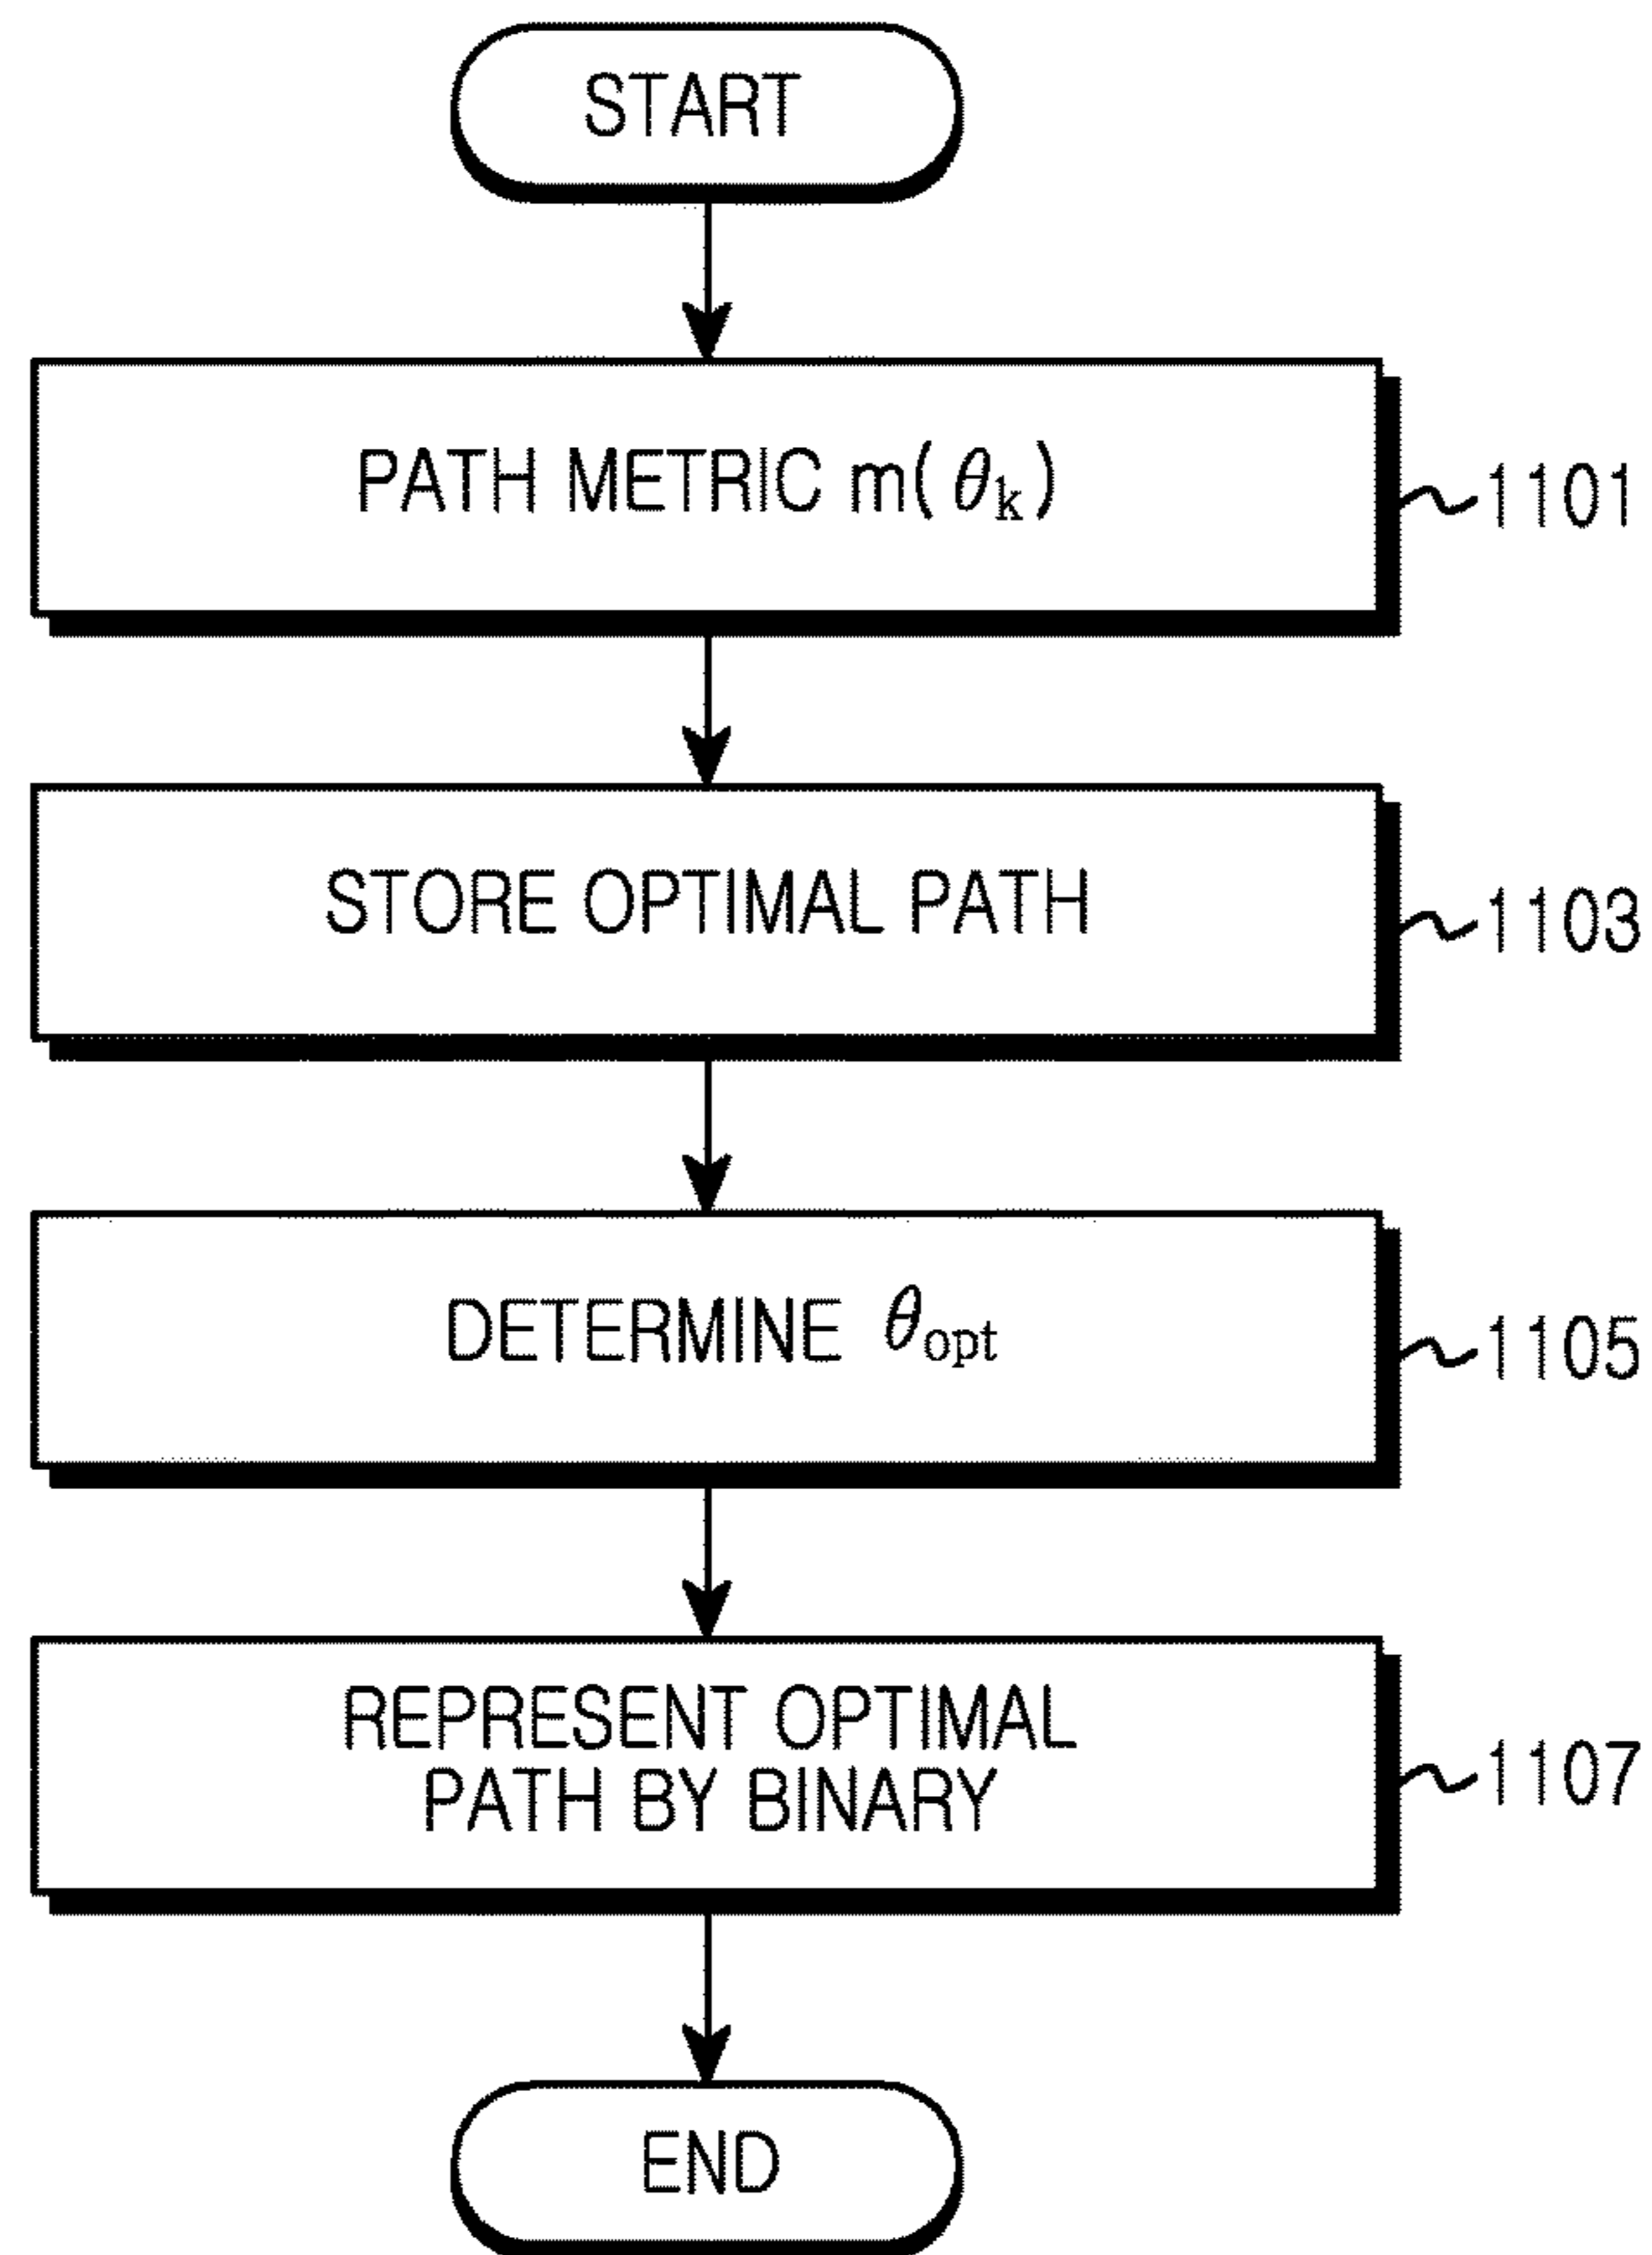 START
PATH METRIC m(θk)
1101
STORE OPTIMAL PATH
1103
DETERMINE θopt
1105
REPRESENT OPTIMAL
PATH BY BINARY
1107
END